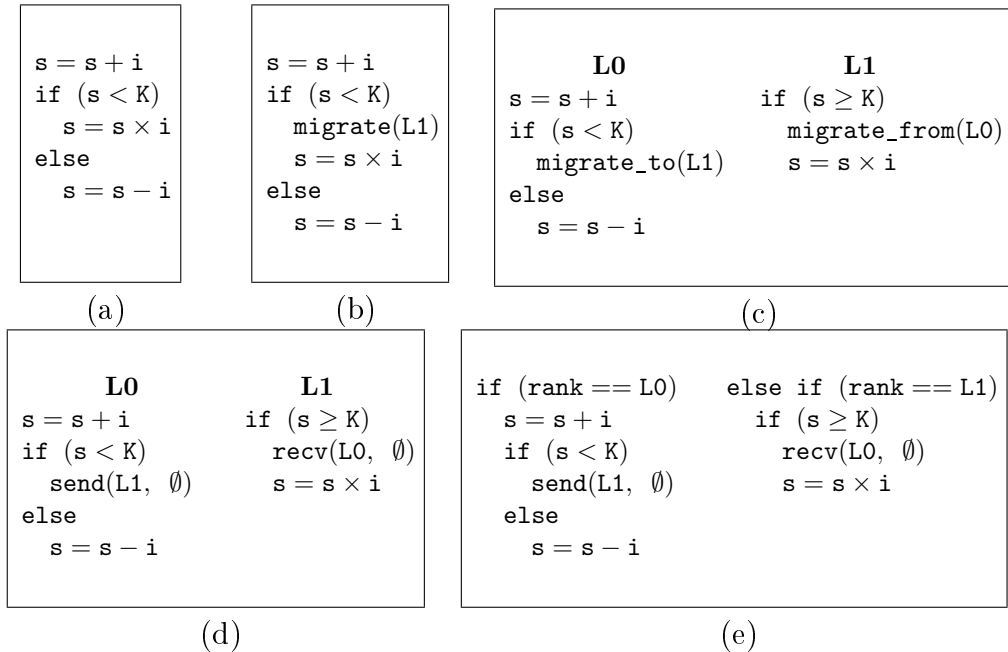 s = s + i
if (s < K)
s = s × i
else
s = s − i
(a)
s = s + i
if (s < K)
migrate(L1)
s = s × i
else
s = s − i
(b)
L0
s = s + i
if (s < K)
migrate_to(L1)
else
s = s − i
L1
if (s ≥ K)
migrate_from(L0)
s = s × i
(c)
L0
s = s + i
if (s < K)
send(L1, ∅)
else
s = s − i
L1
if (s ≥ K)
recv(L0, ∅)
s = s × i
(d)
if (rank == L0)
s = s + i
if (s < K)
send(L1, ∅)
else
s = s − i
else if (rank == L1)
if (s ≥ K)
recv(L0, ∅)
s = s × i
(e)